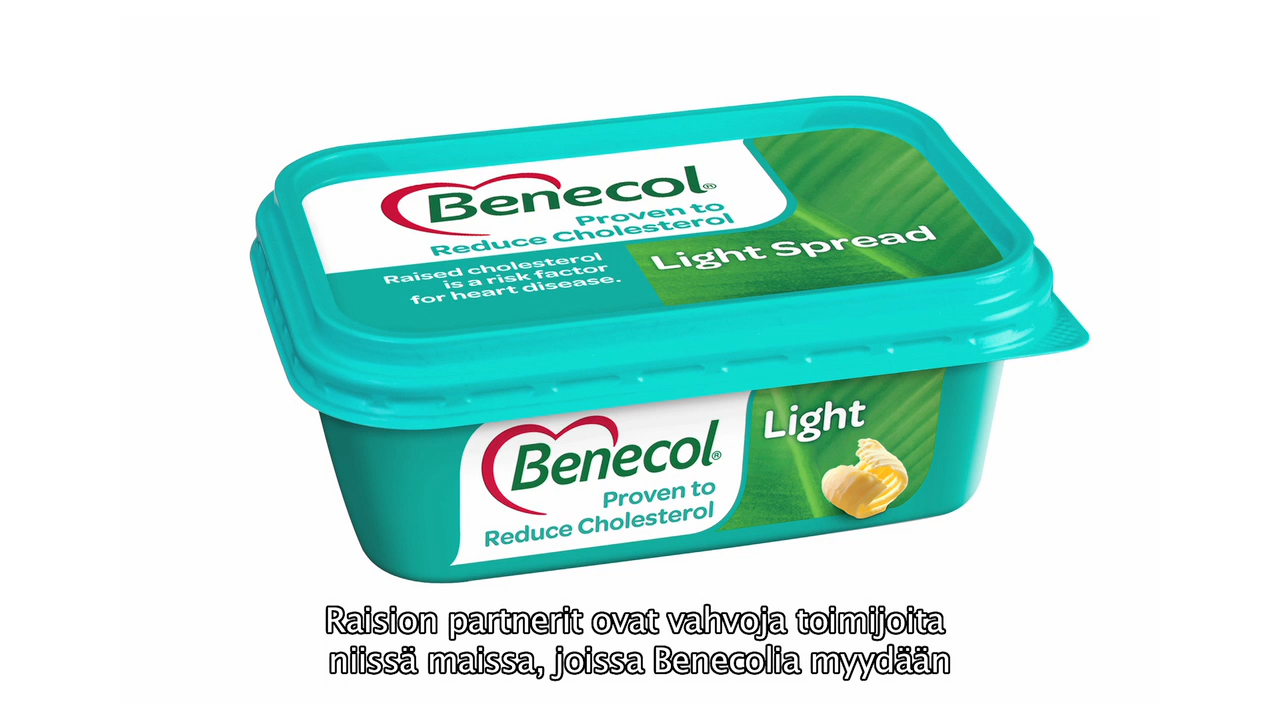 Benecol®
Proven to
Reduce Cholesterol
Raised cholesterol
is a risk factor
for heart disease.
Light Spread
Benecol®
Proven to
Reduce Cholesterol
Light
Raision partnerit ovat vahvoja toimijoita
niissä maissa, joissa Benecolia myydään